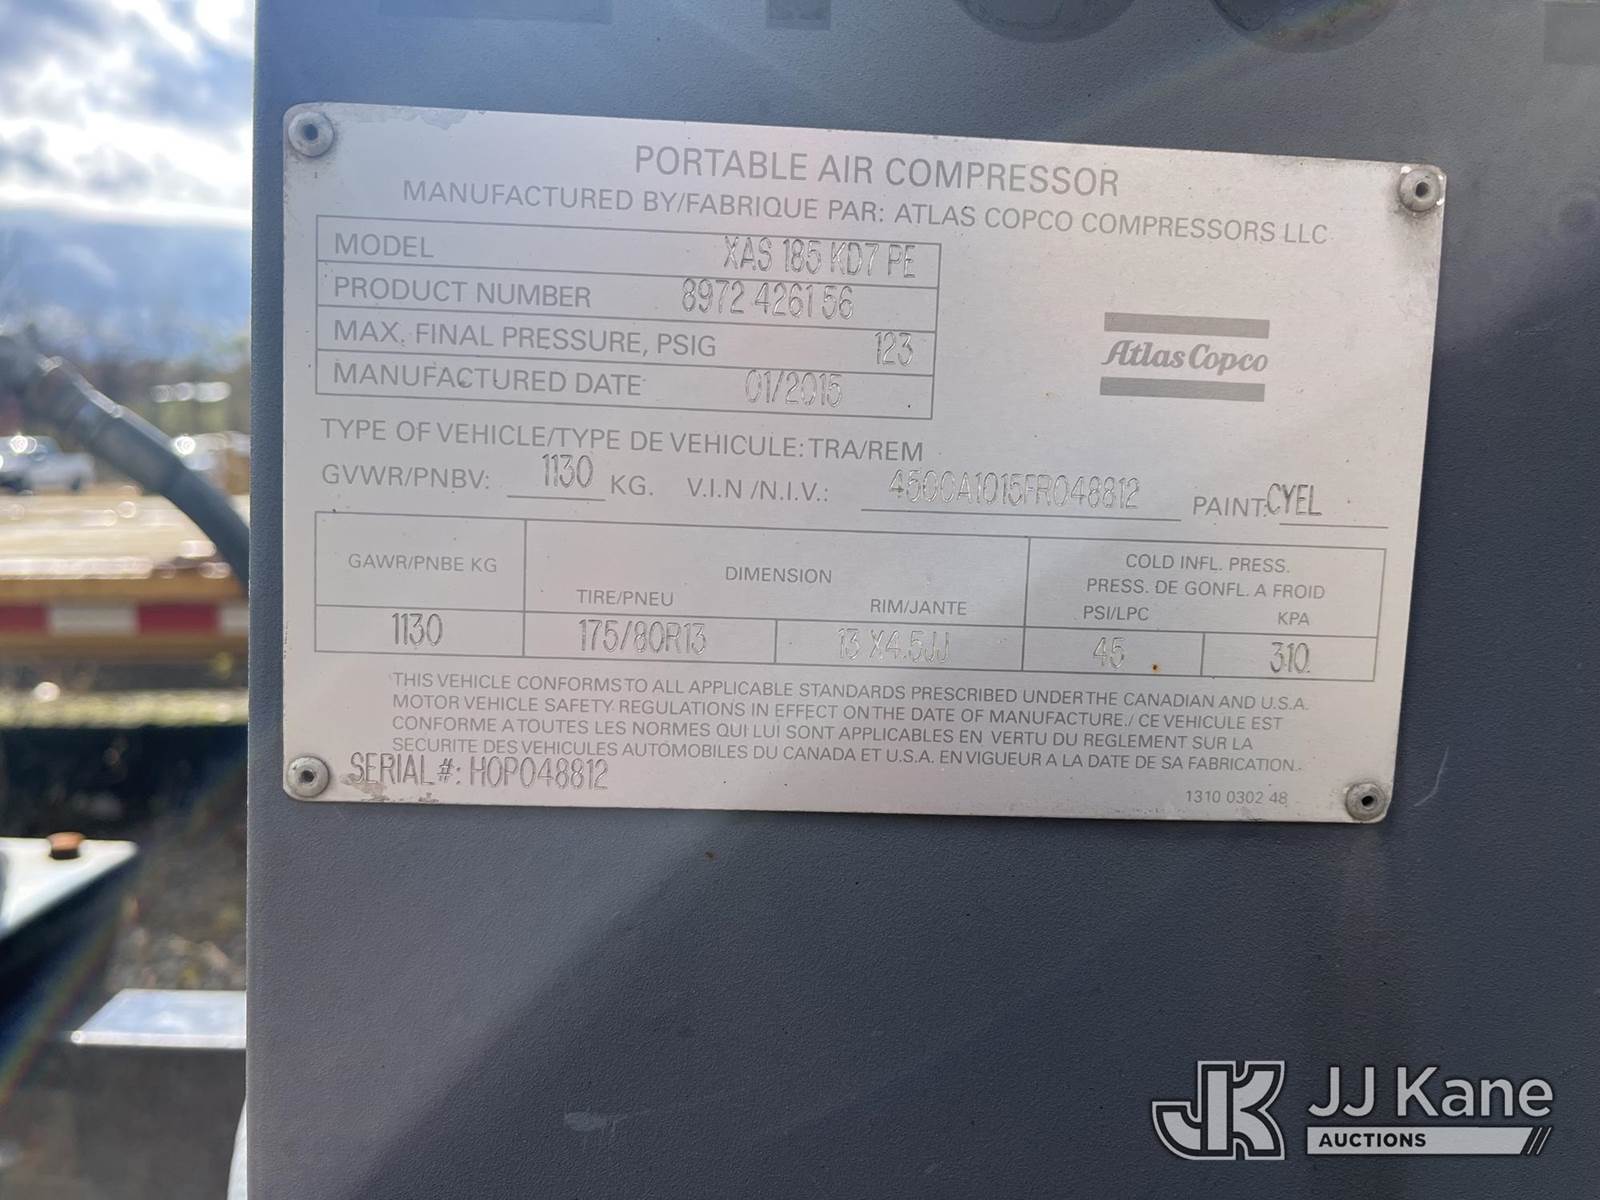 PORTABLE AIR COMPRESSOR
MANUFACTURED BY/FABRIQUE PAR: ATLAS COPCO COMPRESSORS LLC
MODEL XAS 185 KD7 PE
PRODUCT NUMBER 8972 4261 56
MAX. FINAL PRESSURE, PSIG 123
MANUFACTURED DATE 01/2015
Atlas Copco
TYPE OF VEHICLE/TYPE DE VEHICULE: TRA/REM
GVWR/PNBV: 1130 KG. V.I.N /N.I.V.: 4500A1015FR048812 PAINT: CYEL
GAWR/PNBE KG DIMENSION COLD INFL. PRESS.
PRESS. DE GONFL. A FROID
TIRE/PNEU RIM/JANTE PSI/LPC KPA
1130 175/80R13 13 X4.5JJ 45 310
THIS VEHICLE CONFORMS TO ALL APPLICABLE STANDARDS PRESCRIBED UNDER THE CANADIAN AND U.S.A.
MOTOR VEHICLE SAFETY REGULATIONS IN EFFECT ON THE DATE OF MANUFACTURE./ CE VEHICULE EST
CONFORME A TOUTES LES NORMES QUI LUI SONT APPLICABLES EN VERTU DU REGLEMENT SUR LA
SECURITE DES VEHICULES AUTOMOBILES DU CANADA ET U.S.A. EN VIGUEUR A LA DATE DE SA FABRICATION.
SERIAL#: HOP048812
1310 0302 48
JK JJ Kane
AUCTIONS